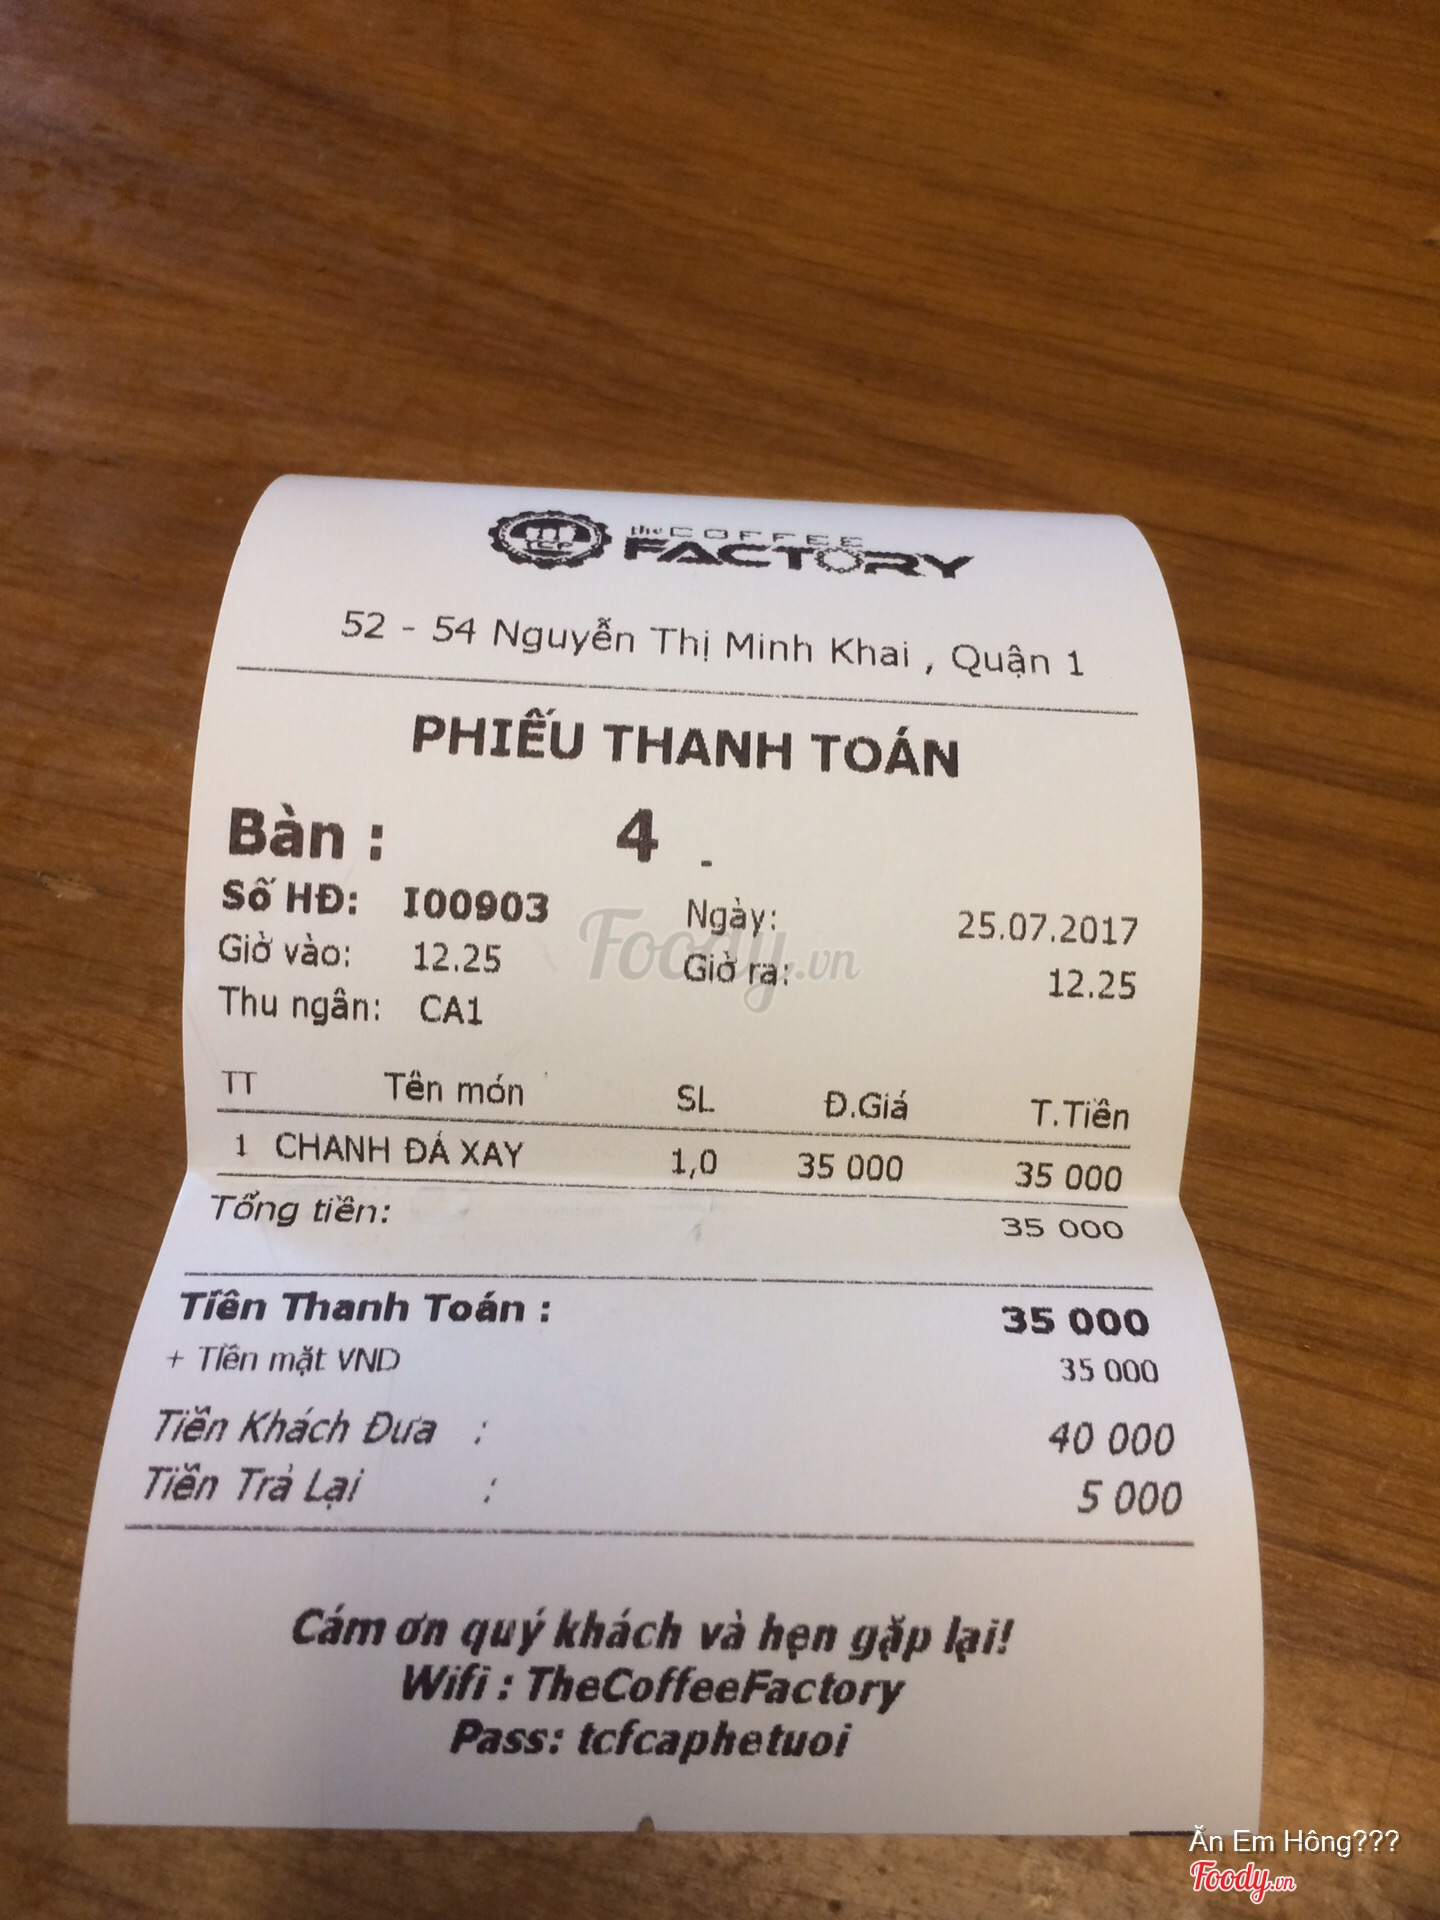 TCF
the COFFEE
FACTORY
52 - 54 Nguyễn Thị Minh Khai , Quận 1
PHIẾU THANH TOÁN
Bàn : 4 -
Số HĐ: I00903 Ngày: 25.07.2017
Giờ vào: 12.25 Giờ ra: 12.25
Thu ngân: CA1
Foody.vn
TT Tên món SL Đ.Giá T.Tiền
1 CHANH ĐÁ XAY 1,0 35 000 35 000
Tổng tiền: 35 000
Tiền Thanh Toán : 35 000
+ Tiền mặt VND 35 000
Tiền Khách Đưa : 40 000
Tiền Trả Lại : 5 000
Cám ơn quý khách và hẹn gặp lại!
Wifi : TheCoffeeFactory
Pass: tcfcaphetuoi
Ăn Em Hông???
Foody.vn